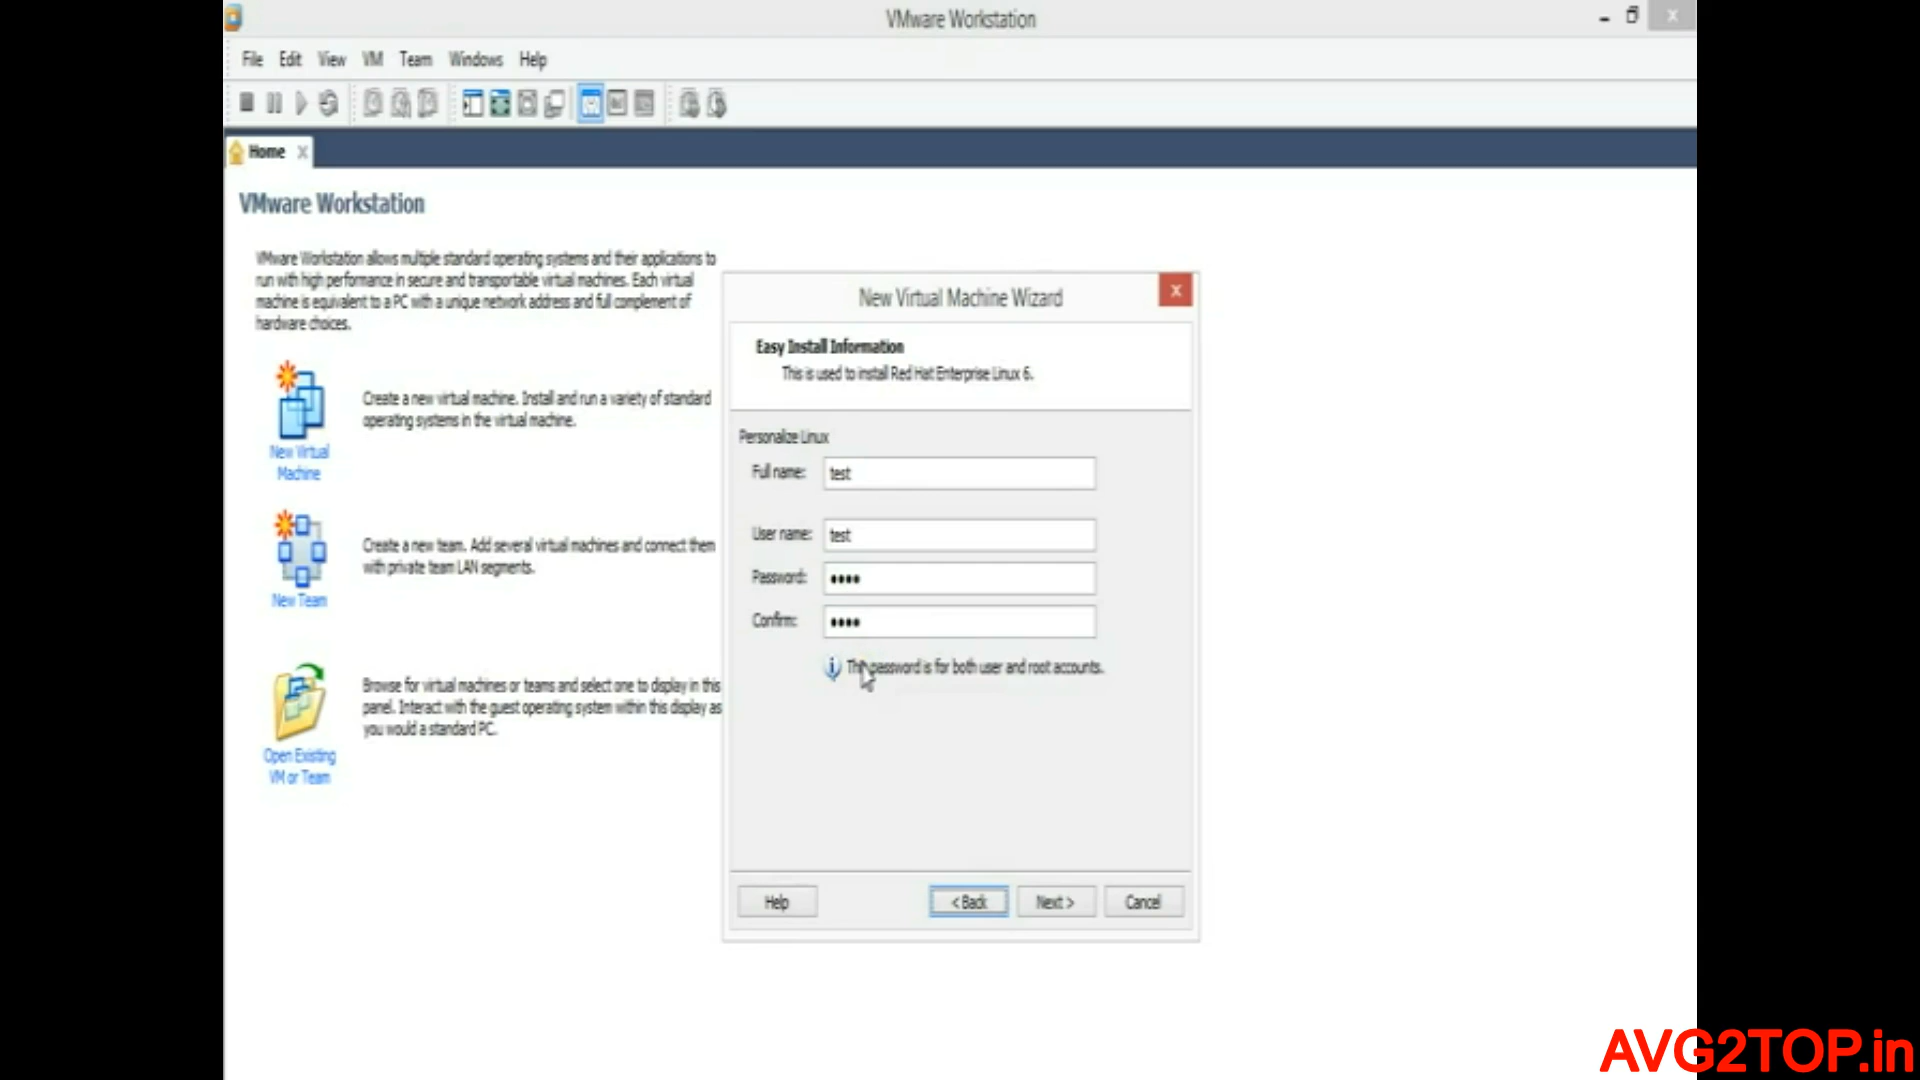 VMware Workstation
File Edit View VM Team Windows Help
Home
VMware Workstation
VMware Workstation allows multiple standard operating systems and their applications to
run with high performance in secure and transportable virtual machines. Each virtual
machine is equivalent to a PC with a unique network address and full complement of
hardware choices.
New Virtual
Machine
Create a new virtual machine. Install and run a variety of standard
operating systems in the virtual machine.
New Team
Create a new team. Add several virtual machines and connect them
with private team LAN segments.
Open Existing
VM or Team
Browse for virtual machines or teams and select one to display in this
panel. Interact with the guest operating system within this display as
you would a standard PC.
New Virtual Machine Wizard
Easy Install Information
This is used to install Red Hat Enterprise Linux 6.
Personalize Linux
Full name: test
User name: test
Password: ••••
Confirm: ••••
This password is for both user and root accounts.
Help < Back Next > Cancel
AVG2TOP.in